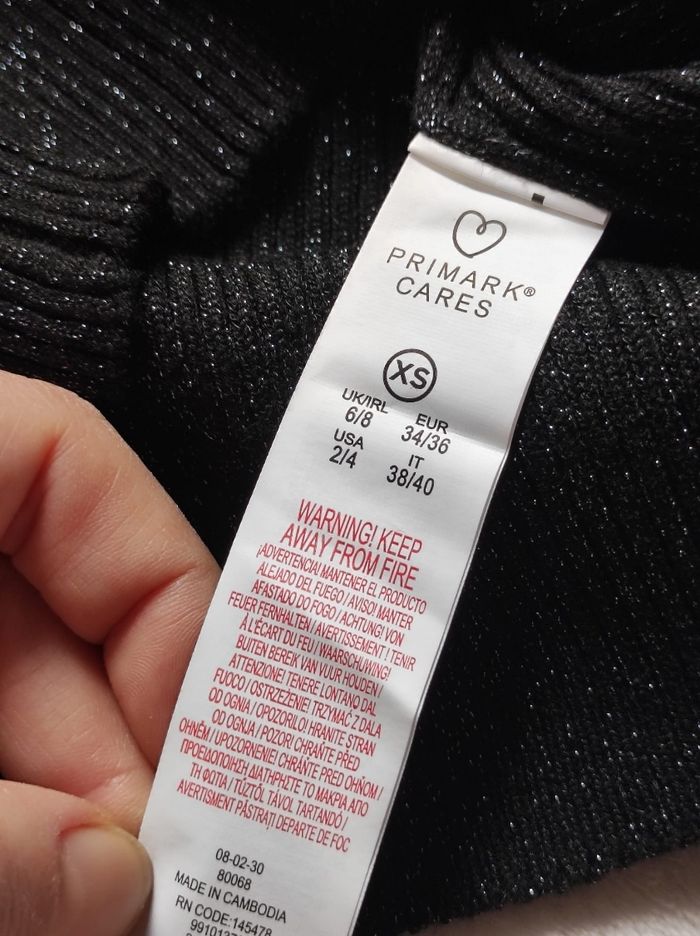 PRIMARK®
CARES
XS
UK/IRL EUR
6/8 34/36
USA IT
2/4 38/40
WARNING! KEEP
AWAY FROM FIRE
¡ADVERTENCIA! MANTENER EL PRODUCTO
ALEJADO DEL FUEGO / AVISO! MANTER
AFASTADO DO FOGO / ACHTUNG! VON
FEUER FERNHALTEN / AVERTISSEMENT ! TENIR
À L'ÉCART DU FEU / WAARSCHUWING!
BUITEN BEREIK VAN VUUR HOUDEN /
ATTENZIONE! TENERE LONTANO DAL
FUOCO / OSTRZEŻENIE! TRZYMAĆ Z DALA
OD OGNIA / OPOZORILO! HRANITE STRAN
OD OGNJA / POZOR! CHRAŇTE PŘED
OHNĚM / UPOZORNENIE! CHRÁŇTE PRED OHŇOM /
ΠΡΟΕΙΔΟΠΟΙΗΣΗ! ΔΙΑΤΗΡΗΣΤΕ ΤΟ ΜΑΚΡΙΑ ΑΠΟ
ΤΗ ΦΩΤΙΑ / TŰZTŐL TÁVOL TARTANDÓ /
AVERTISMENT PĂSTRAȚI DEPARTE DE FOC
08-02-30
80068
MADE IN CAMBODIA
RN CODE:145478